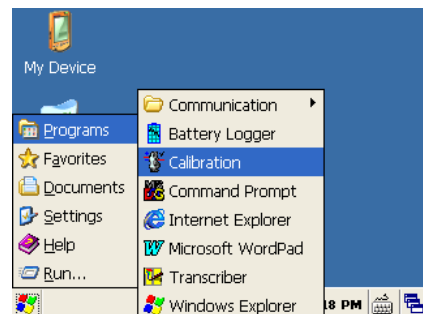 My Device
Programs
Favorites
Documents
Settings
Help
Run...
Communication
Battery Logger
Calibration
Command Prompt
Internet Explorer
Microsoft WordPad
Transcriber
Windows Explorer
18 PM